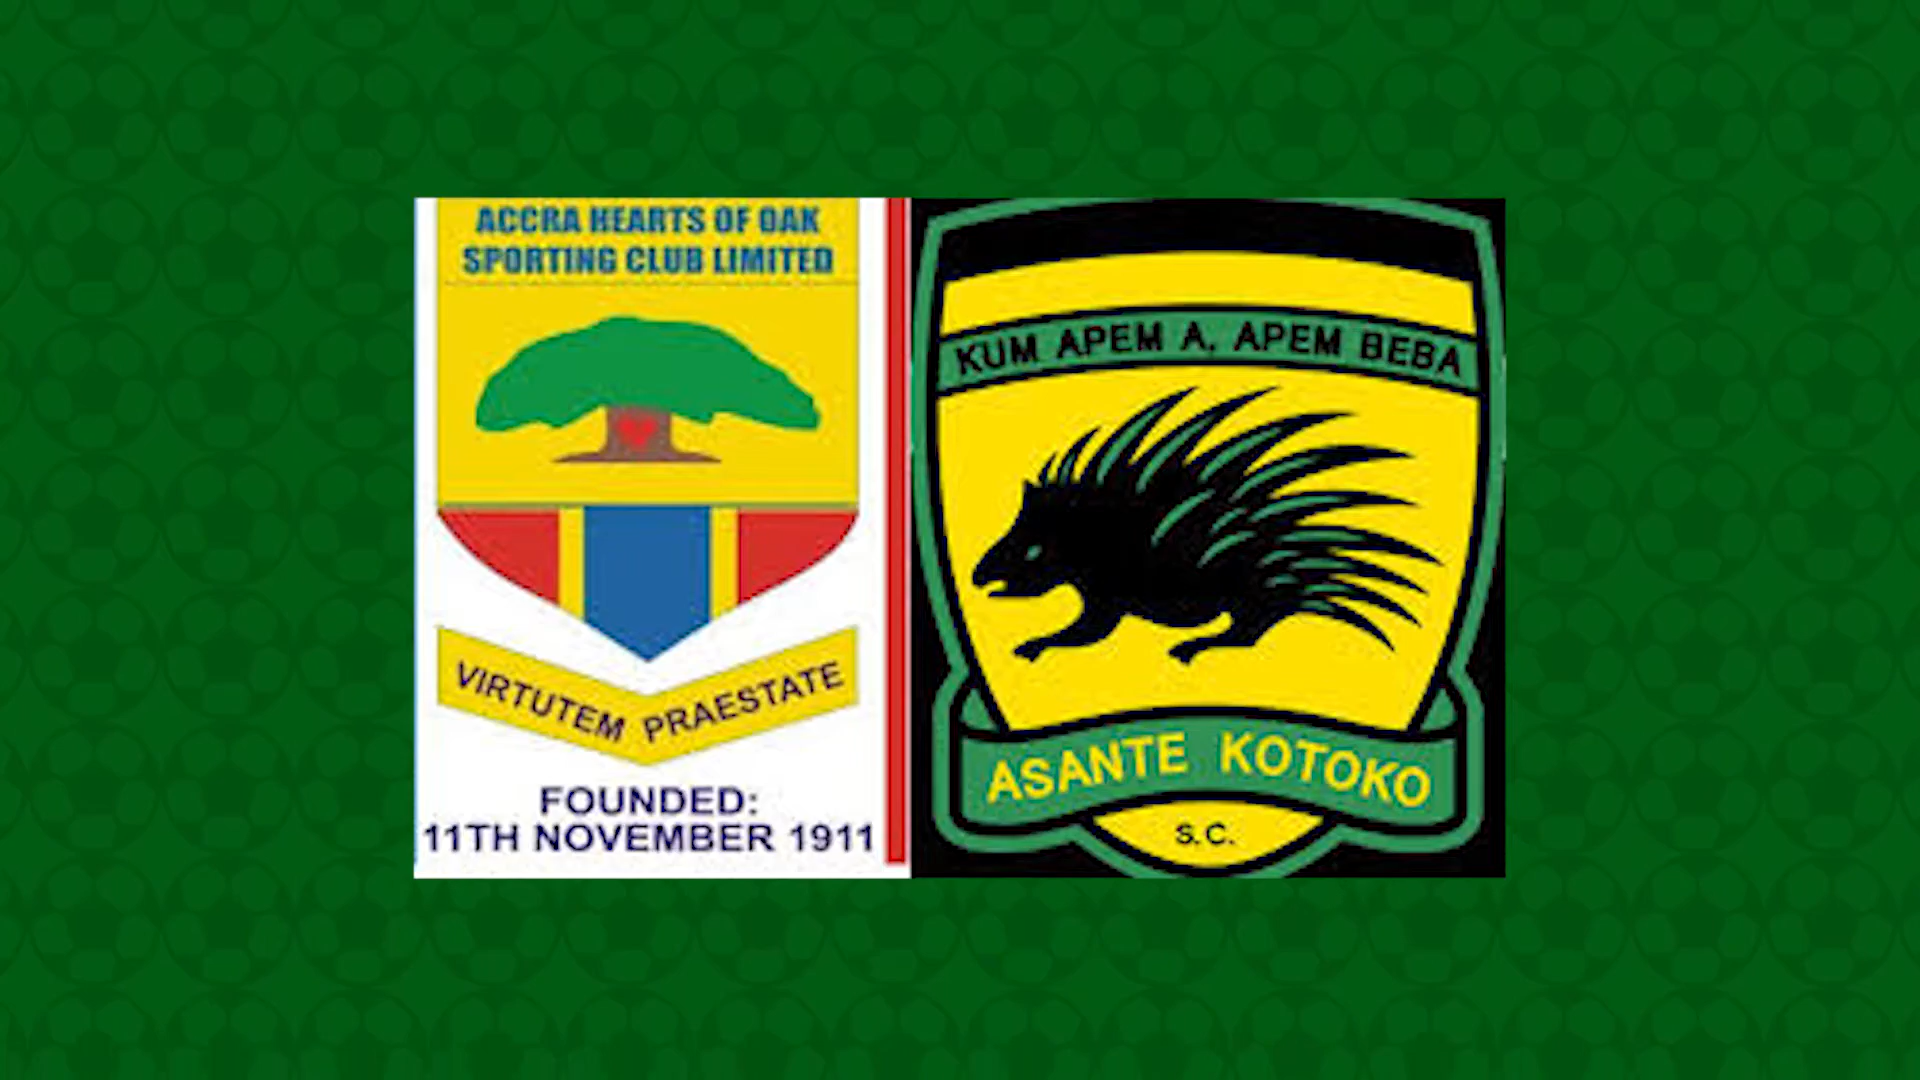 ACCRA HEARTS OF OAK
SPORTING CLUB LIMITED
VIRTUTEM PRAESTATE
FOUNDED:
11TH NOVEMBER 1911
KUM APEM A. APEM BEBA
ASANTE KOTOKO
S.C.